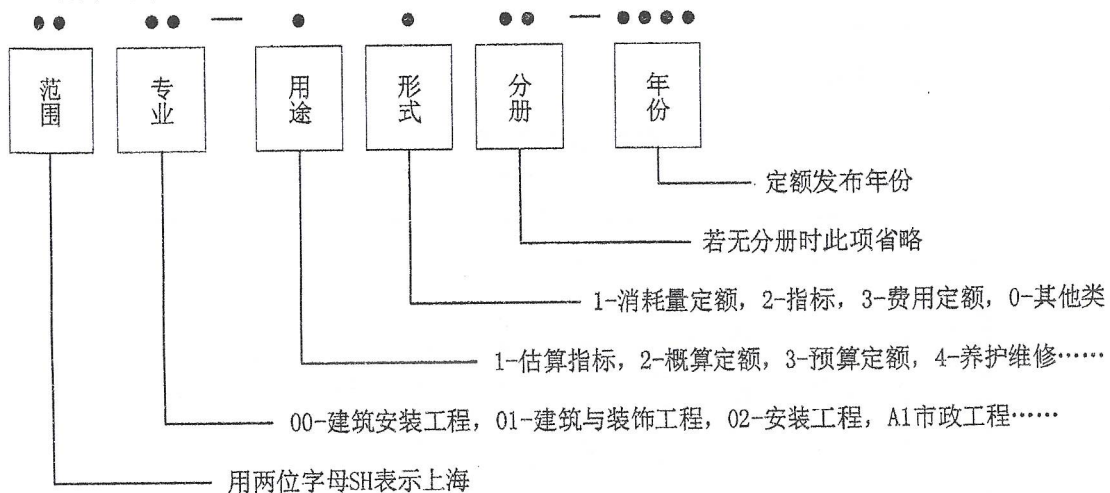 ●● ●● — ● ● ●● — ●●●●
范围 专业 用途 形式 分册 年份
定额发布年份
若无分册时此项省略
1-消耗量定额，2-指标，3-费用定额，0-其他类
1-估算指标，2-概算定额，3-预算定额，4-养护维修……
00-建筑安装工程，01-建筑与装饰工程，02-安装工程，A1市政工程……
用两位字母SH表示上海